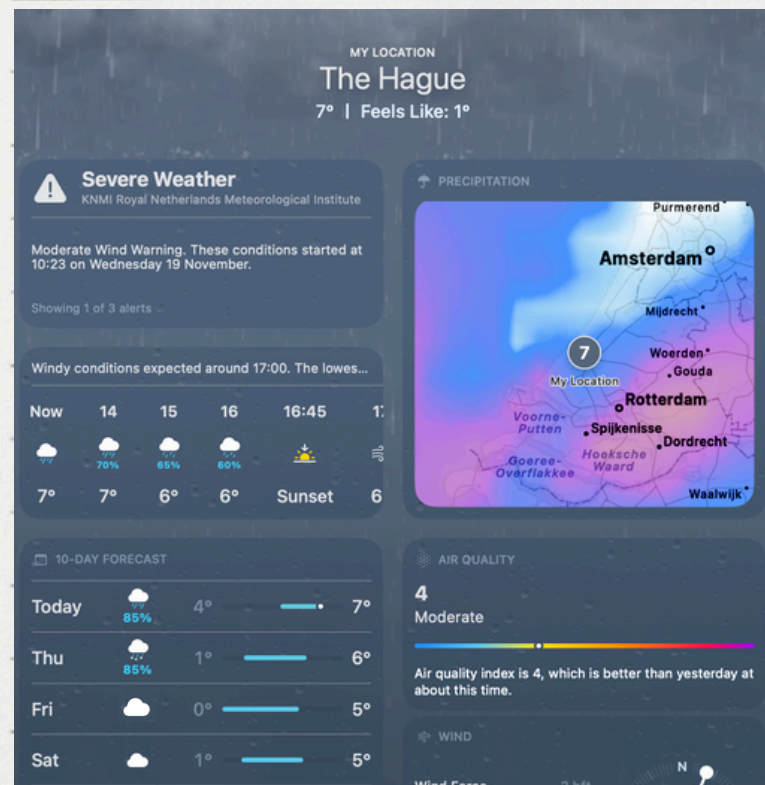 MY LOCATION
The Hague
7° | Feels Like: 1°
Severe Weather
KNMI Royal Netherlands Meteorological Institute
Moderate Wind Warning. These conditions started at
10:23 on Wednesday 19 November.
Showing 1 of 3 alerts
Windy conditions expected around 17:00. The lowes...
Now 14 15 16 16:45 17:
70% 65% 60%
7° 7° 6° 6° Sunset 6
10-DAY FORECAST
Today 85% 4° 7°
Thu 85% 1° 6°
Fri 0° 5°
Sat 1° 5°
PRECIPITATION
Purmerend
Amsterdam
Mijdrecht
7
Woerden
My Location
Gouda
Rotterdam
Voorne-
Putten
Spijkenisse
Dordrecht
Goeree-
Overflakkee
Hoeksche
Waard
Waalwijk
AIR QUALITY
4
Moderate
Air quality index is 4, which is better than yesterday at
about this time.
WIND
N